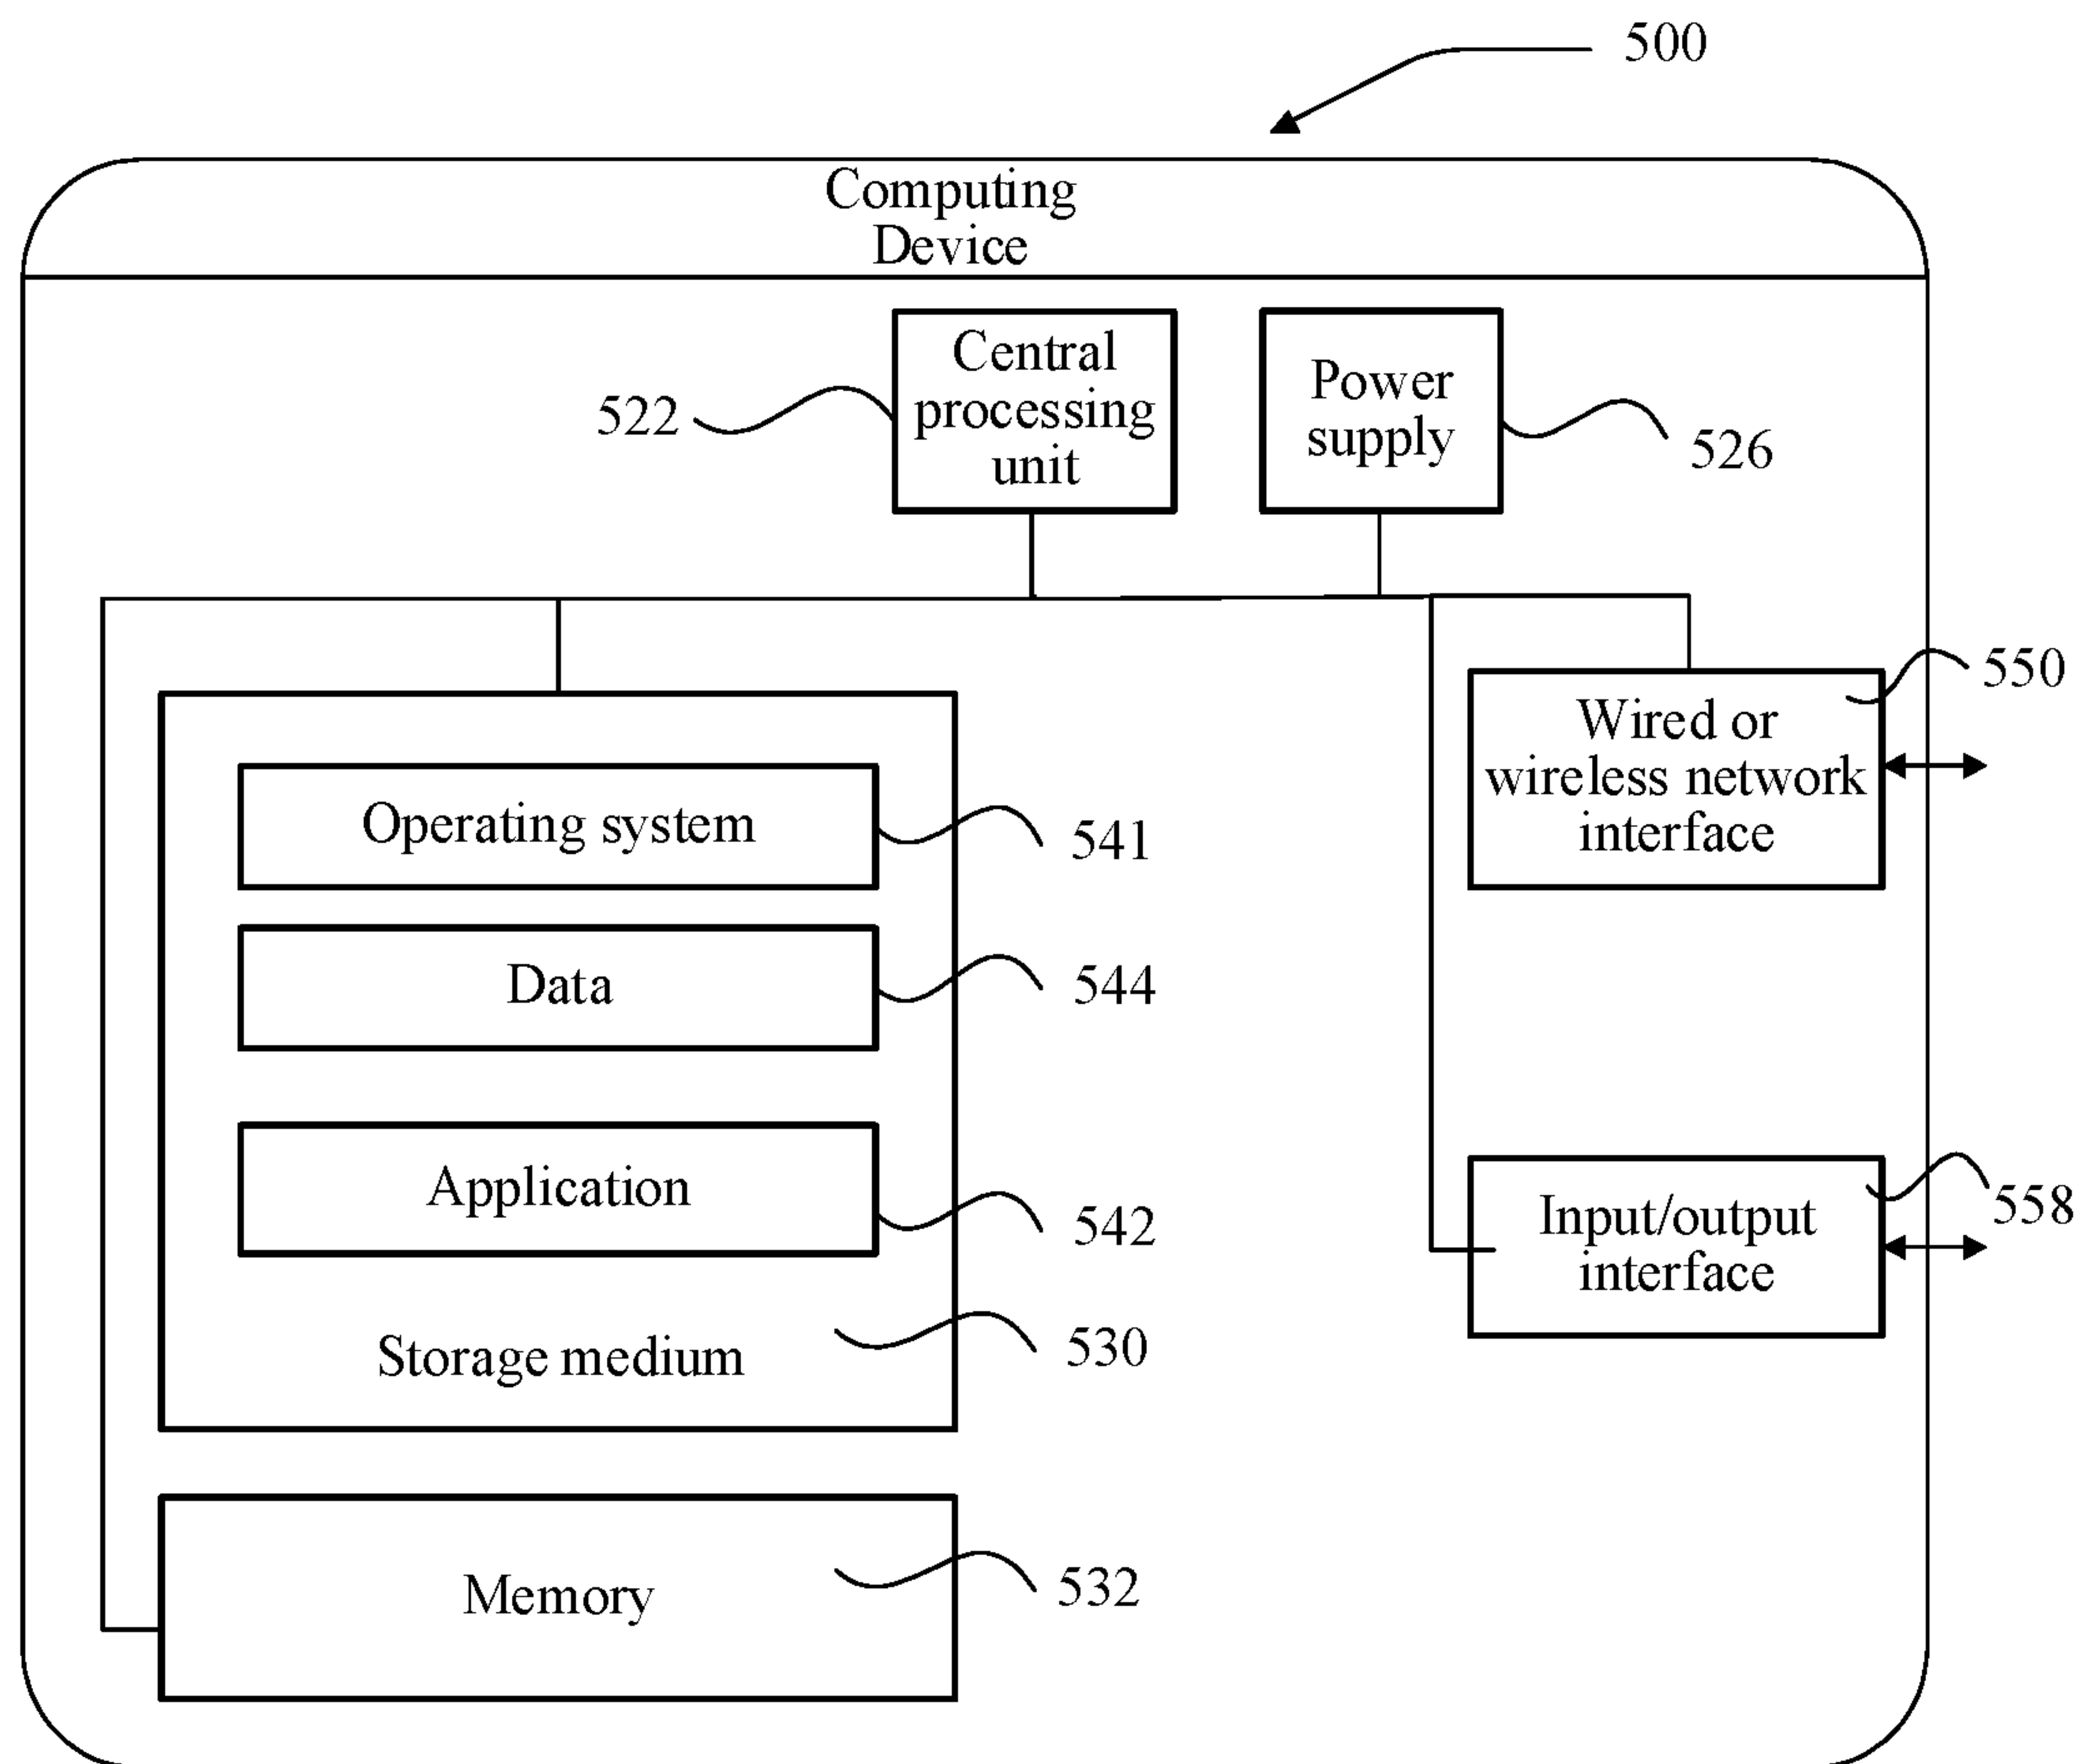 500
Computing
Device
Central
processing
unit
522
Power
supply
526
550
Wired or
wireless network
interface
Operating system
541
Data
544
Application
542
558
Input/output
interface
Storage medium
530
Memory
532